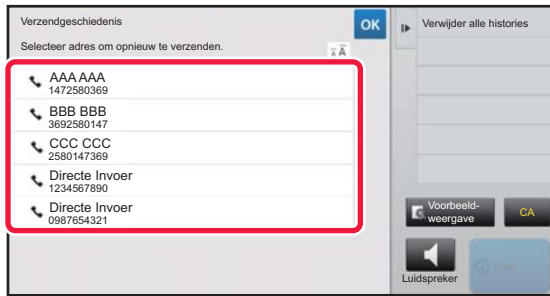 Verzendgeschiedenis
OK
Selecteer adres om opnieuw te verzenden.
AAA AAA
1472580369
BBB BBB
3692580147
CCC CCC
2580147369
Directe Invoer
1234567890
Directe Invoer
0987654321
Verwijder alle histories
Voorbeeld-
weergave
CA
Luidspreker
Start